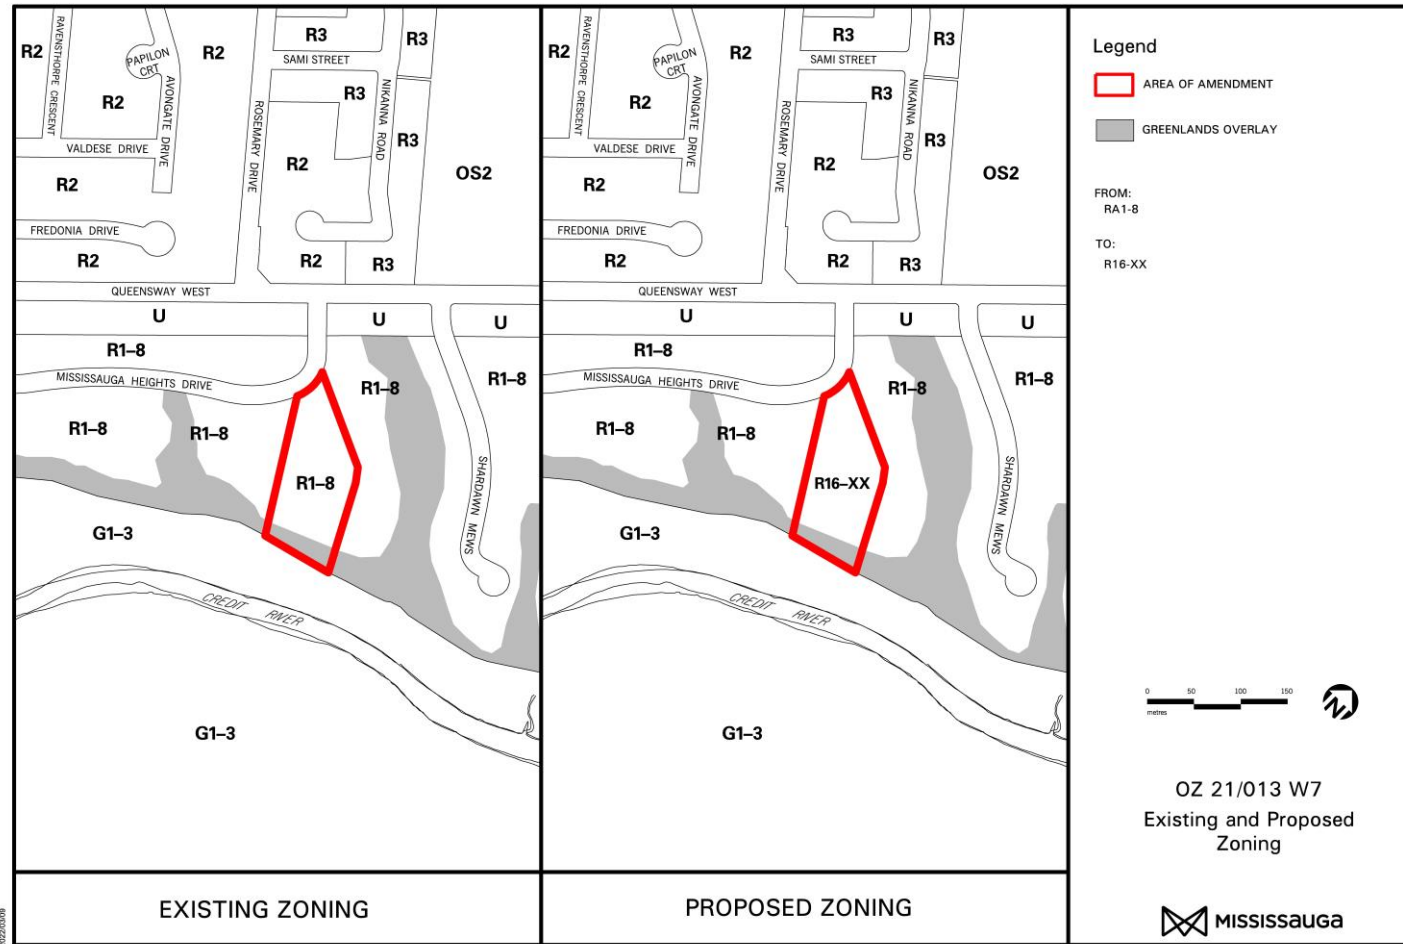 R2
RAVENSTHORPE CRESCENT
PAPILON
CRT
AVONGATE DRIVE
R2
R2
R3
R3
SAMI STREET
R3
NIKANNA ROAD
ROSEMARY DRIVE
VALDESE DRIVE
R3
R2
OS2
R2
FREDONIA DRIVE
R2
R2
R3
QUEENSWAY WEST
U
U
U
R1–8
MISSISSAUGA HEIGHTS DRIVE
R1–8
R1–8
R1–8
R1–8
R1–8
SHARDAWN MEWS
G1–3
CREDIT RIVER
G1–3
EXISTING ZONING
R2
RAVENSTHORPE CRESCENT
PAPILON
CRT
AVONGATE DRIVE
R2
R2
R3
R3
SAMI STREET
R3
NIKANNA ROAD
ROSEMARY DRIVE
VALDESE DRIVE
R3
R2
OS2
R2
FREDONIA DRIVE
R2
R2
R3
QUEENSWAY WEST
U
U
U
R1–8
MISSISSAUGA HEIGHTS DRIVE
R1–8
R1–8
R1–8
R1–8
R16–XX
SHARDAWN MEWS
G1–3
CREDIT RIVER
G1–3
PROPOSED ZONING
Legend
AREA OF AMENDMENT
GREENLANDS OVERLAY
FROM:
RA1-8
TO:
R16-XX
0 50 100 150
metres
N
OZ 21/013 W7
Existing and Proposed
Zoning
MISSISSAUGA
2022/03/09